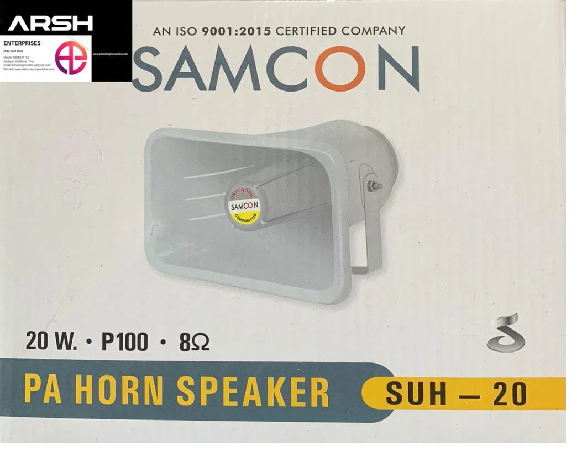 ARSH
ENTERPRISES
AN ISO 9001:2015 CERTIFIED COMPANY
SAMCON
SAMCON
20 W. • P100 • 8Ω
PA HORN SPEAKER
SUH – 20